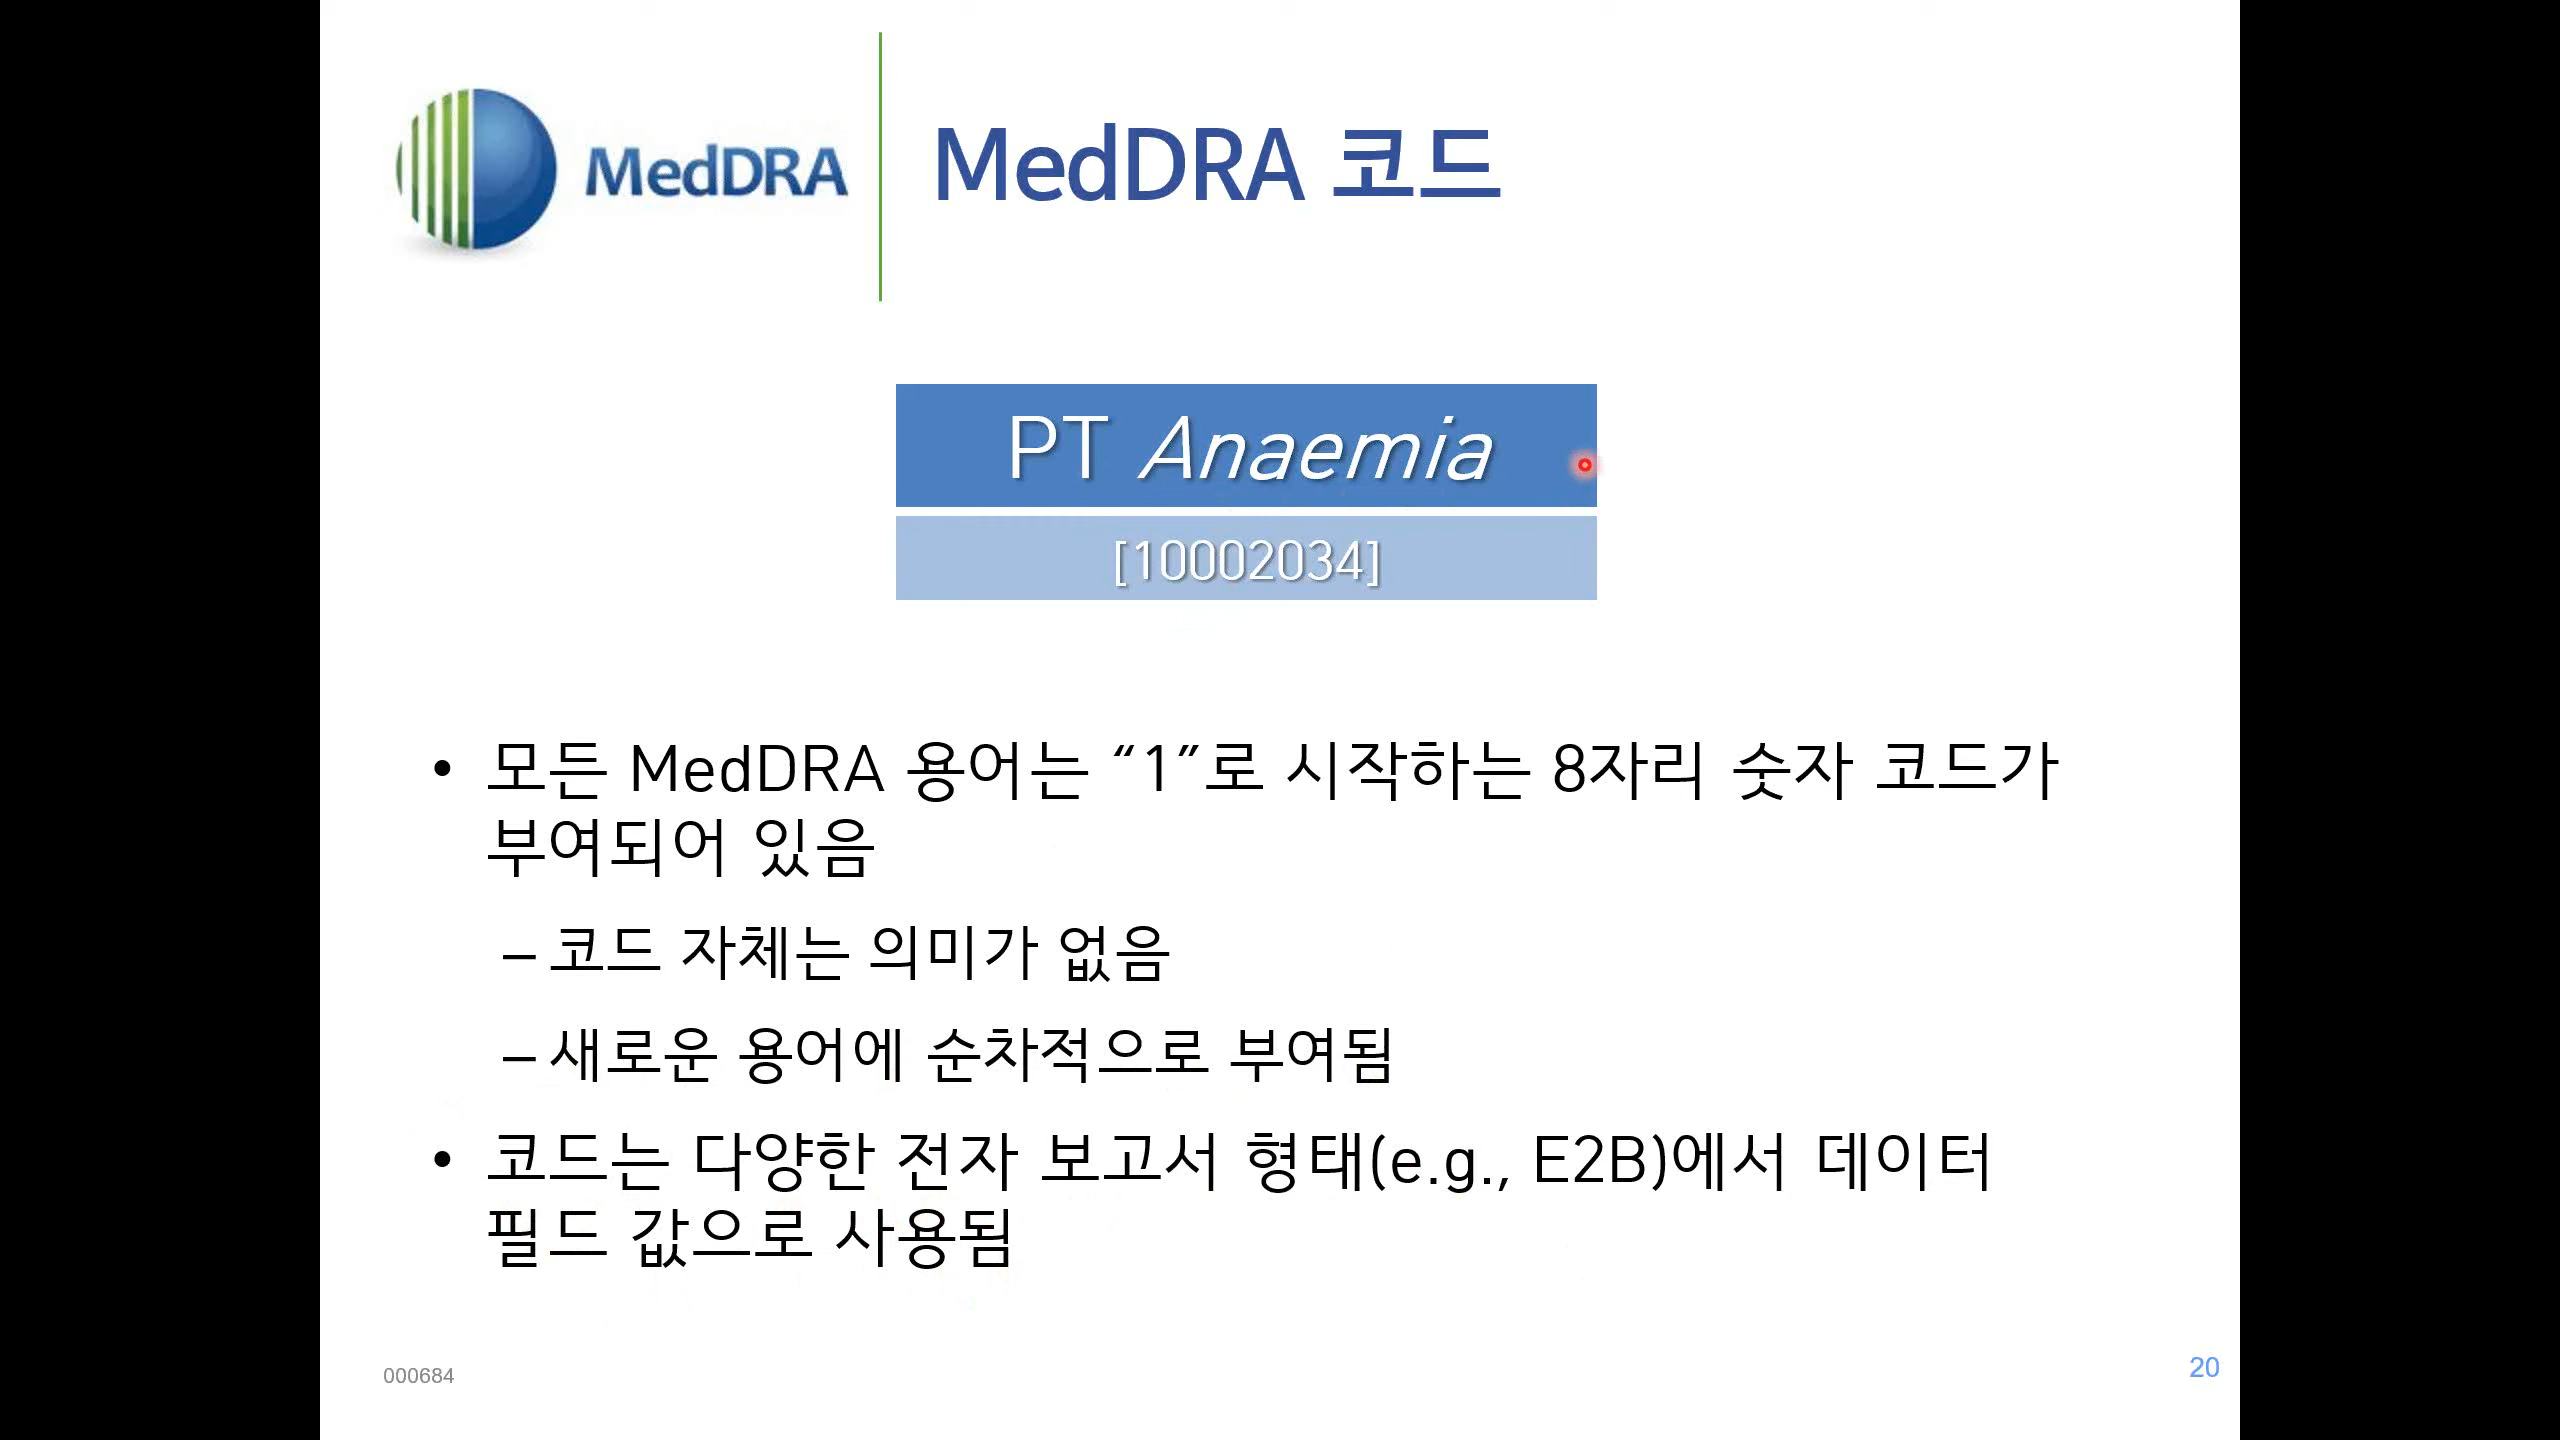 MedDRA
MedDRA 코드
PT Anaemia
[10002034]
• 모든 MedDRA 용어는 “1”로 시작하는 8자리 숫자 코드가
부여되어 있음
– 코드 자체는 의미가 없음
– 새로운 용어에 순차적으로 부여됨
• 코드는 다양한 전자 보고서 형태(e.g., E2B)에서 데이터
필드 값으로 사용됨
000684
20